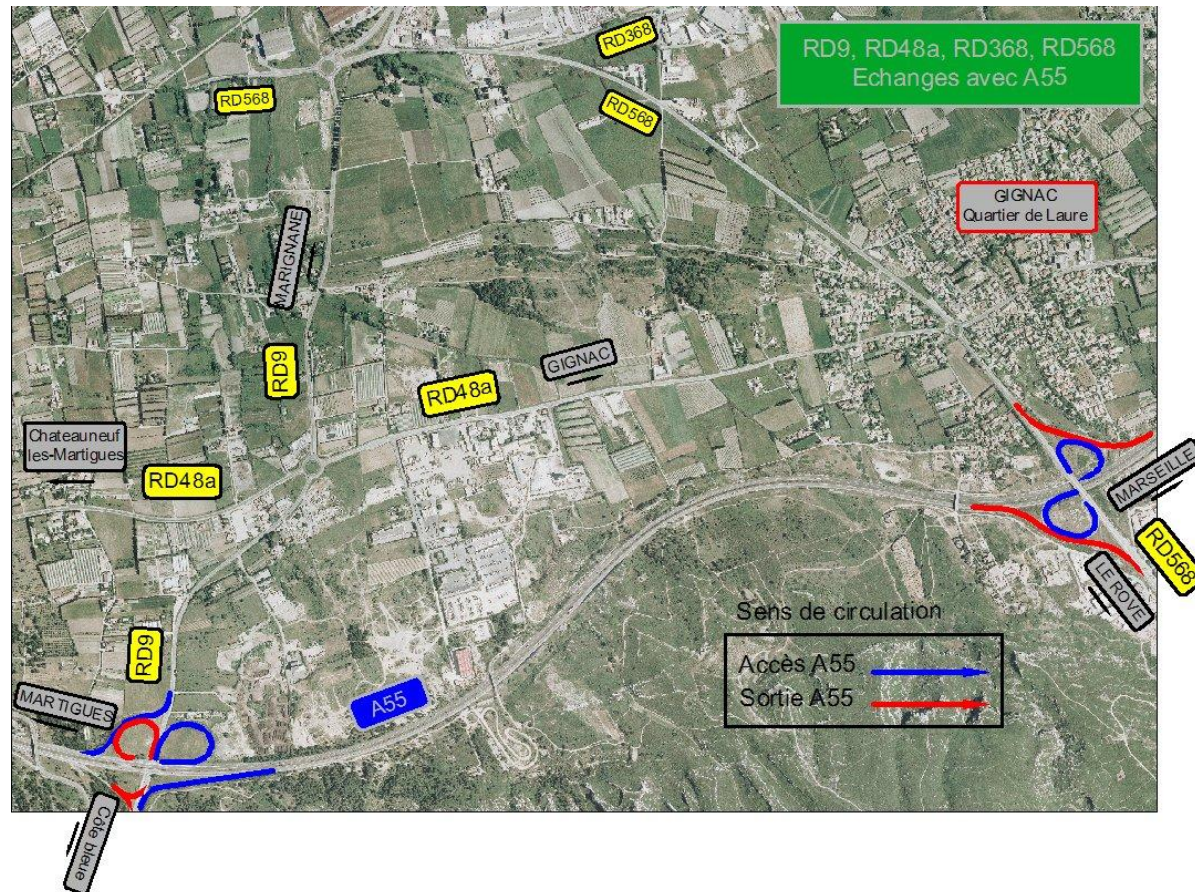 RD9, RD48a, RD368, RD568
Echanges avec A55
RD368
RD568
RD568
GIGNAC
Quartier de Laure
MARIGNANE
RD9
GIGNAC
RD48a
Chateauneuf
les-Martigues
RD48a
MARSEILLE
RD568
LE ROVE
Sens de circulation
Accès A55
Sortie A55
RD9
MARTIGUES
A55
Côte bleue